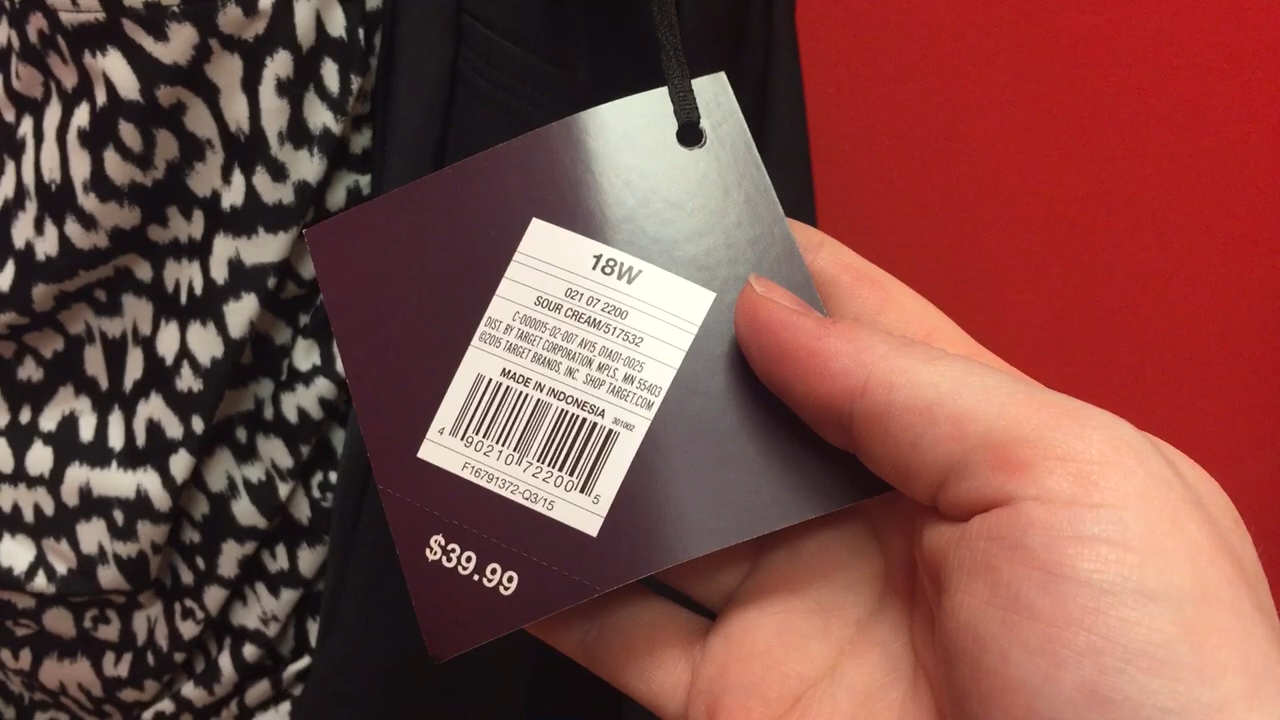 18W
021 07 2200
SOUR CREAM/517532
C-000015-02-007 AV15_01A01-0025
DIST. BY TARGET CORPORATION, MPLS, MN 55403
©2015 TARGET BRANDS, INC. SHOP TARGET.COM
MADE IN INDONESIA 301002
4 90210 72200 5
F16791372-Q3/15
$39.99